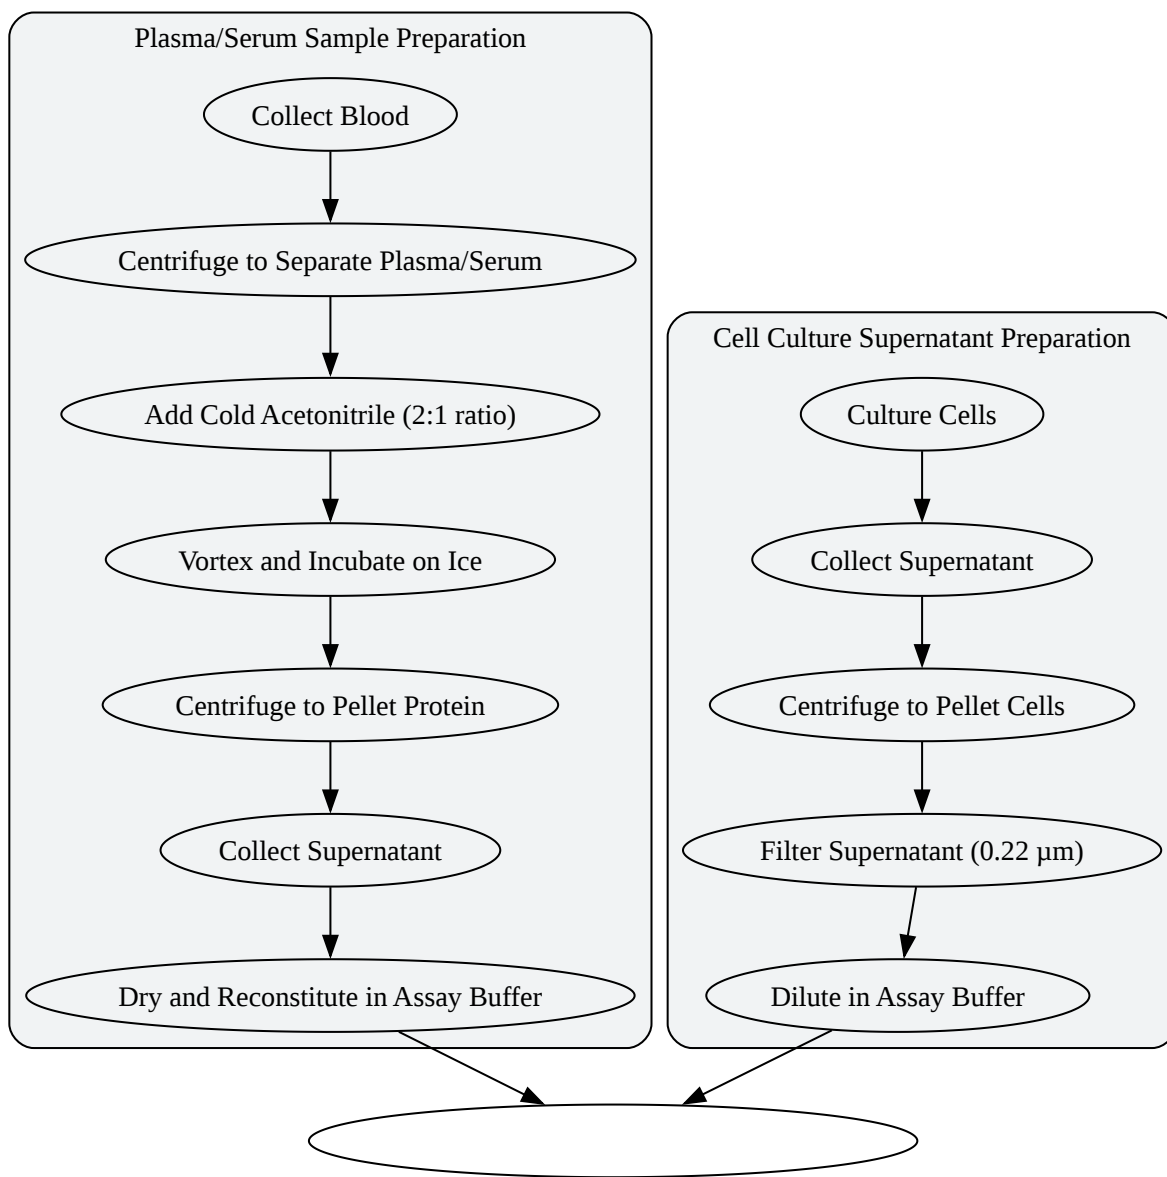 Plasma/Serum Sample Preparation
Collect Blood
Centrifuge to Separate Plasma/Serum
Add Cold Acetonitrile (2:1 ratio)
Vortex and Incubate on Ice
Centrifuge to Pellet Protein
Collect Supernatant
Dry and Reconstitute in Assay Buffer
Cell Culture Supernatant Preparation
Culture Cells
Collect Supernatant
Centrifuge to Pellet Cells
Filter Supernatant (0.22 µm)
Dilute in Assay Buffer